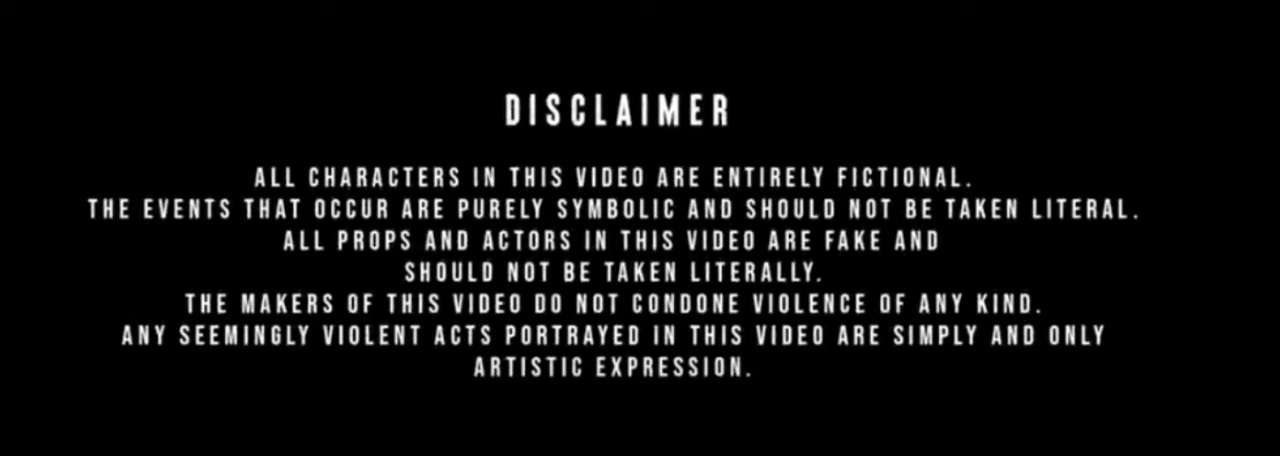 DISCLAIMER
ALL CHARACTERS IN THIS VIDEO ARE ENTIRELY FICTIONAL.
THE EVENTS THAT OCCUR ARE PURELY SYMBOLIC AND SHOULD NOT BE TAKEN LITERAL.
ALL PROPS AND ACTORS IN THIS VIDEO ARE FAKE AND
SHOULD NOT BE TAKEN LITERALLY.
THE MAKERS OF THIS VIDEO DO NOT CONDONE VIOLENCE OF ANY KIND.
ANY SEEMINGLY VIOLENT ACTS PORTRAYED IN THIS VIDEO ARE SIMPLY AND ONLY
ARTISTIC EXPRESSION.